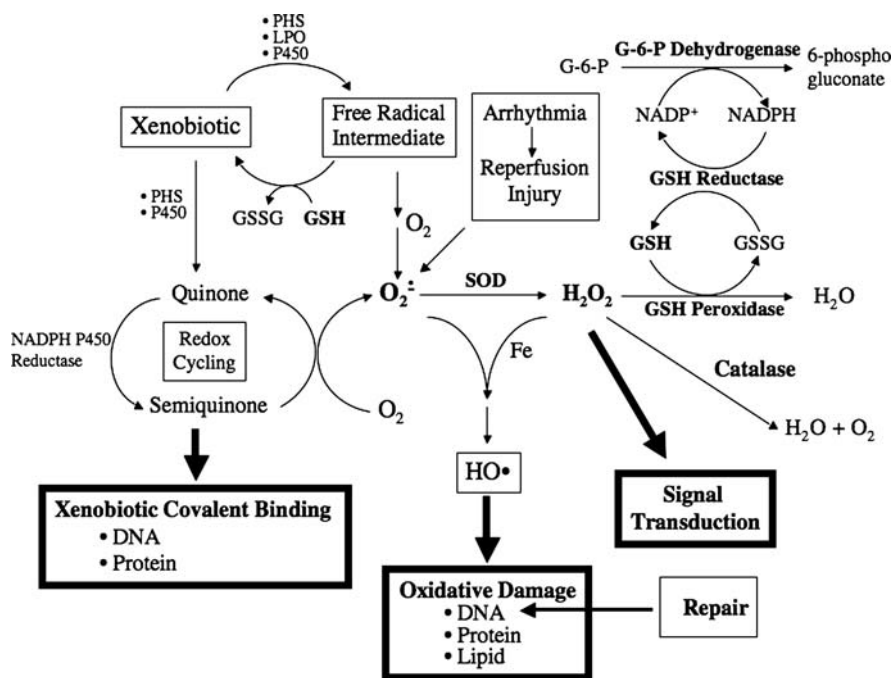 • PHS
• LPO
• P450
G-6-P Dehydrogenase
G-6-P
6-phospho
gluconate
Xenobiotic
Free Radical
Intermediate
Arrhythmia
Reperfusion
Injury
NADP⁺
NADPH
GSH Reductase
• PHS
• P450
GSSG
GSH
O₂
GSH
GSSG
Quinone
O₂•̅
SOD
H₂O₂
GSH Peroxidase
H₂O
NADPH P450
Reductase
Redox
Cycling
Fe
Catalase
Semiquinone
O₂
H₂O + O₂
HO•
Xenobiotic Covalent Binding
• DNA
• Protein
Signal
Transduction
Oxidative Damage
• DNA
• Protein
• Lipid
Repair